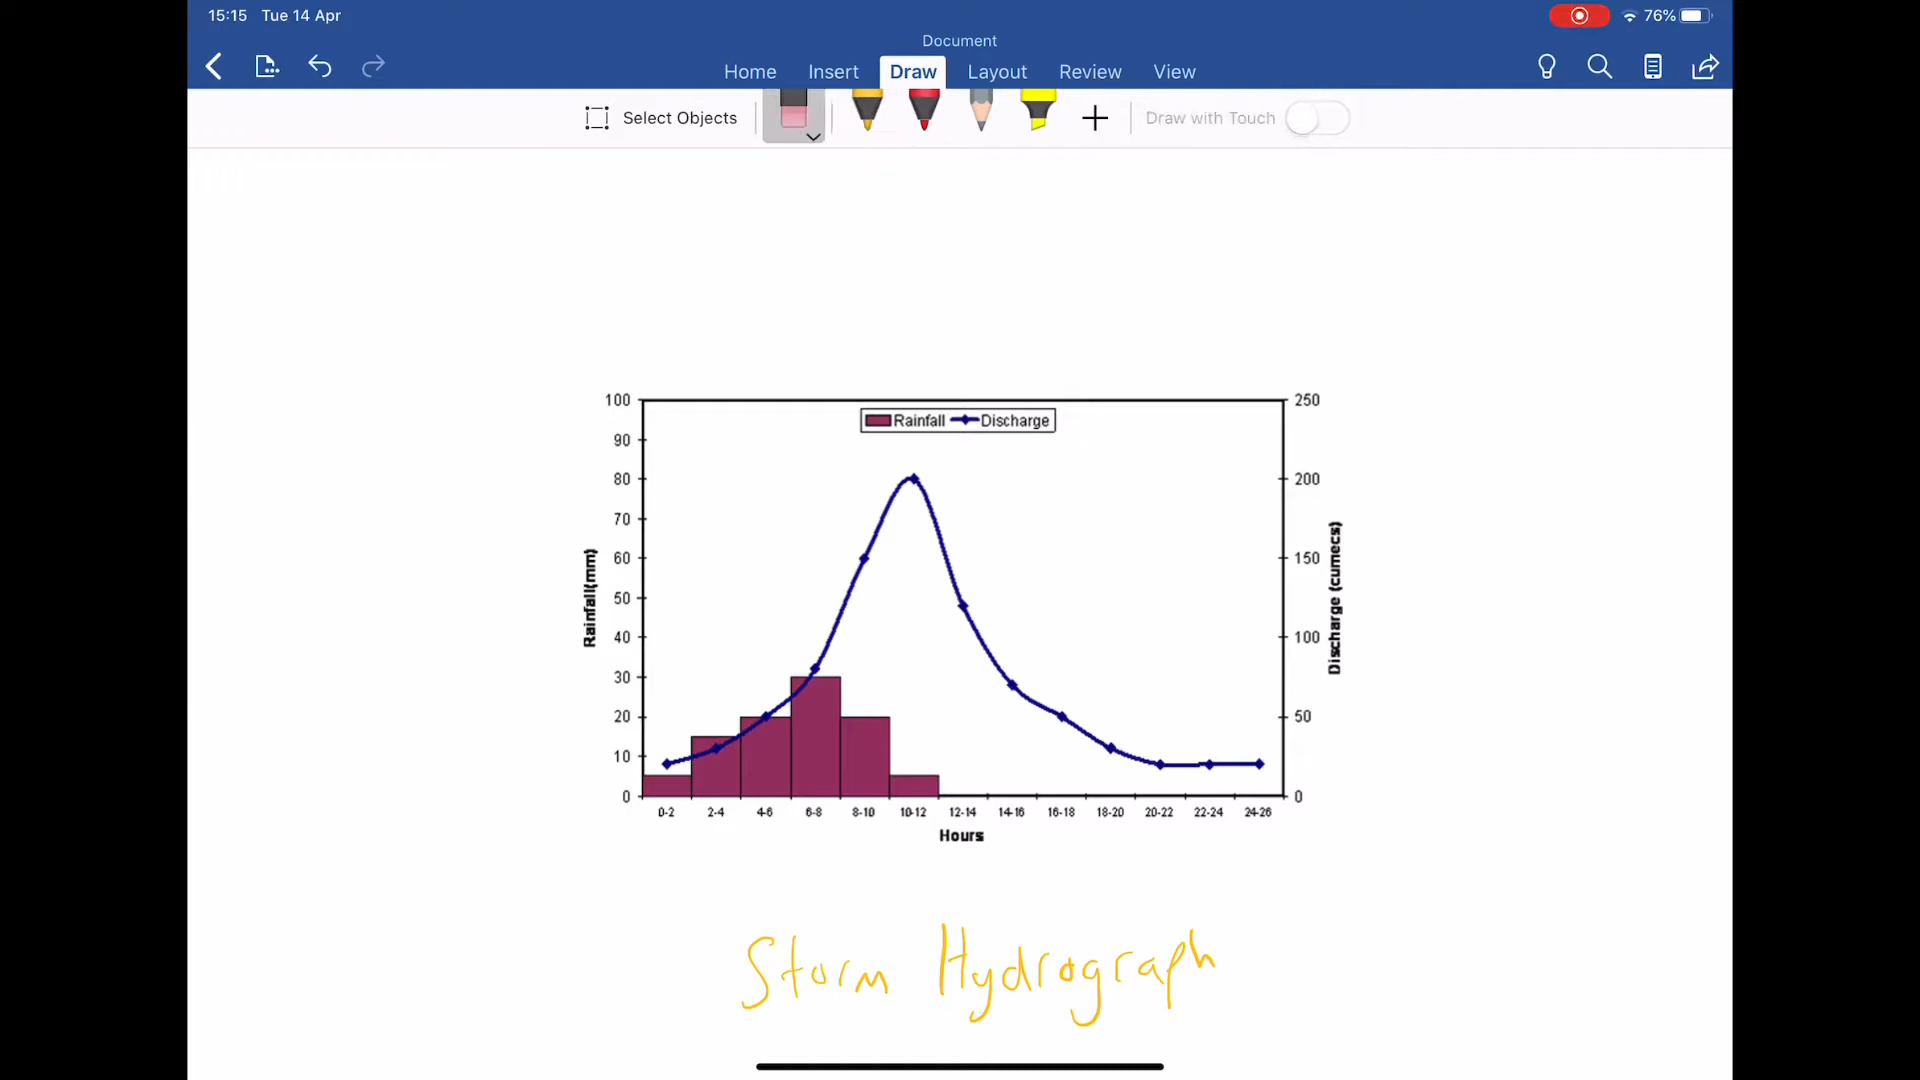 15:15 Tue 14 Apr 76%
Document
Home Insert Draw Layout Review View
Select Objects Draw with Touch
Rainfall Discharge
100 250
90
80 200
70
60 150
50
40 100
30
20 50
10
0 0
Rainfall(mm)
Discharge (cumecs)
0-2 2-4 4-6 6-8 8-10 10-12 12-14 14-16 16-18 18-20 20-22 22-24 24-26
Hours
Storm Hydrograph